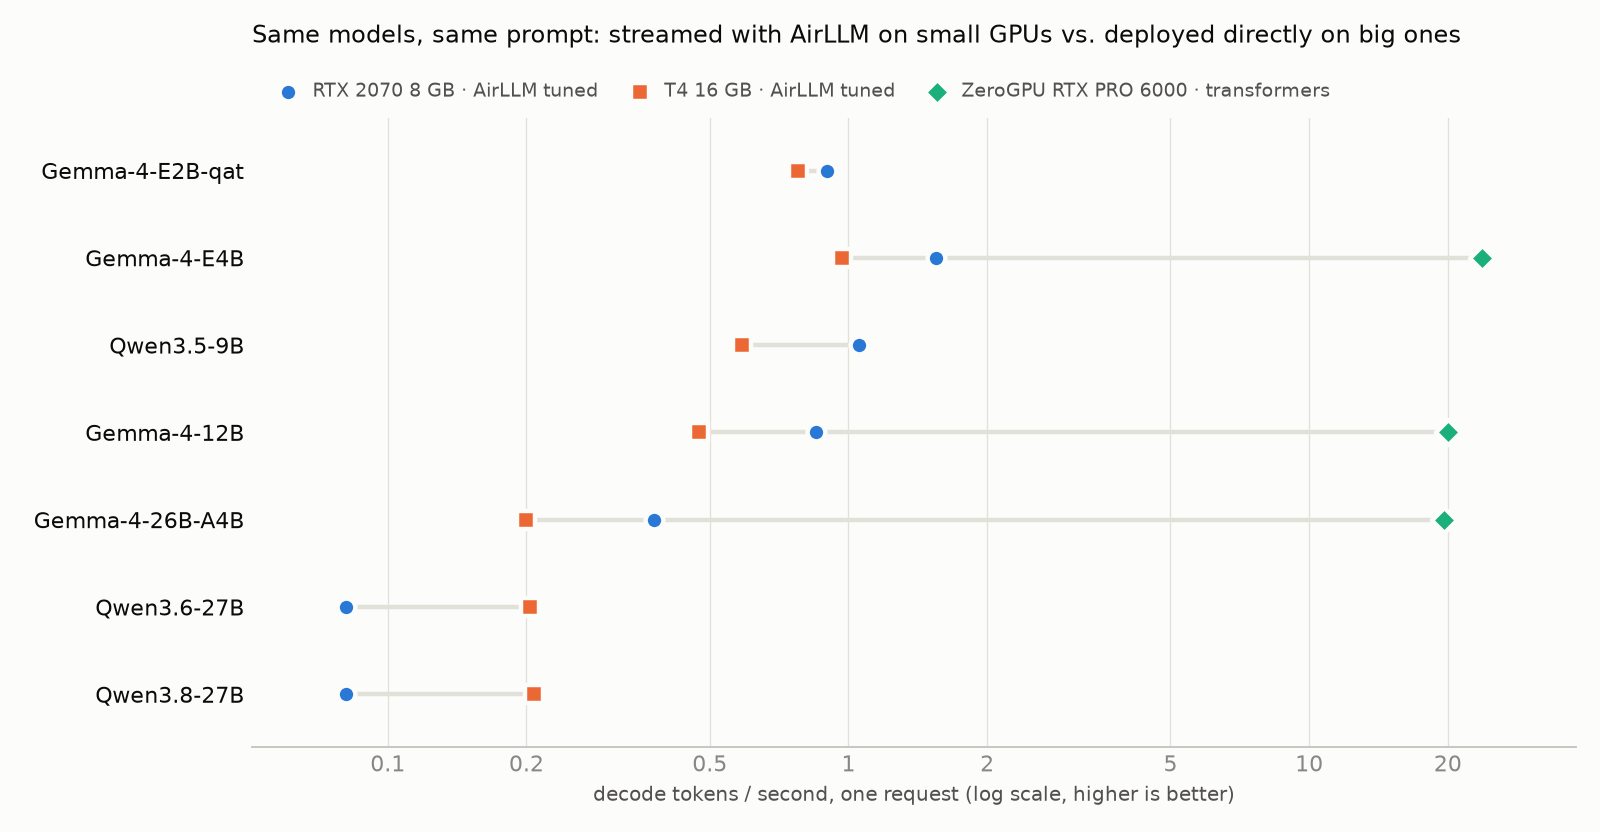 Same models, same prompt: streamed with AirLLM on small GPUs vs. deployed directly on big ones
RTX 2070 8 GB · AirLLM tuned
T4 16 GB · AirLLM tuned
ZeroGPU RTX PRO 6000 · transformers
Gemma-4-E2B-qat
Gemma-4-E4B
Qwen3.5-9B
Gemma-4-12B
Gemma-4-26B-A4B
Qwen3.6-27B
Qwen3.8-27B
0.1 0.2 0.5 1 2 5 10 20
decode tokens / second, one request (log scale, higher is better)